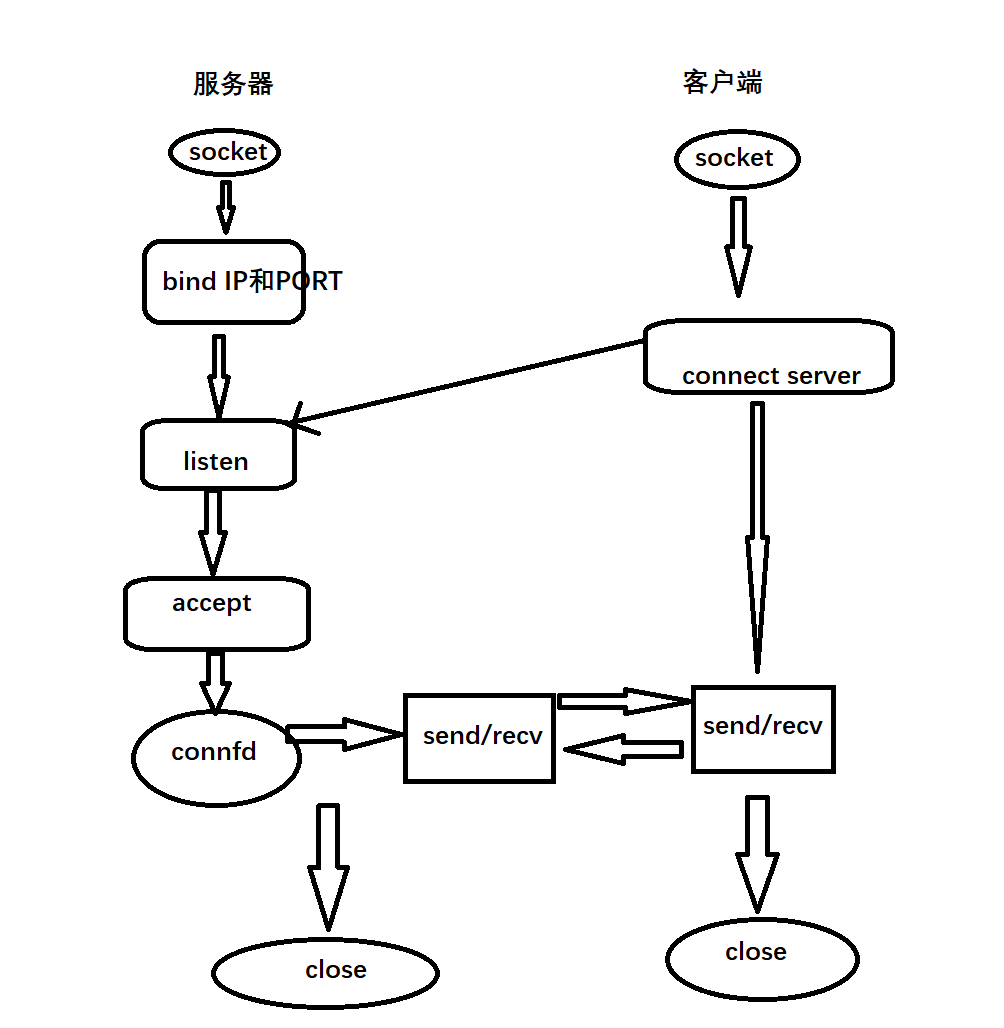 服务器
客户端
socket
socket
bind IP和PORT
connect server
listen
accept
connfd
send/recv
send/recv
close
close